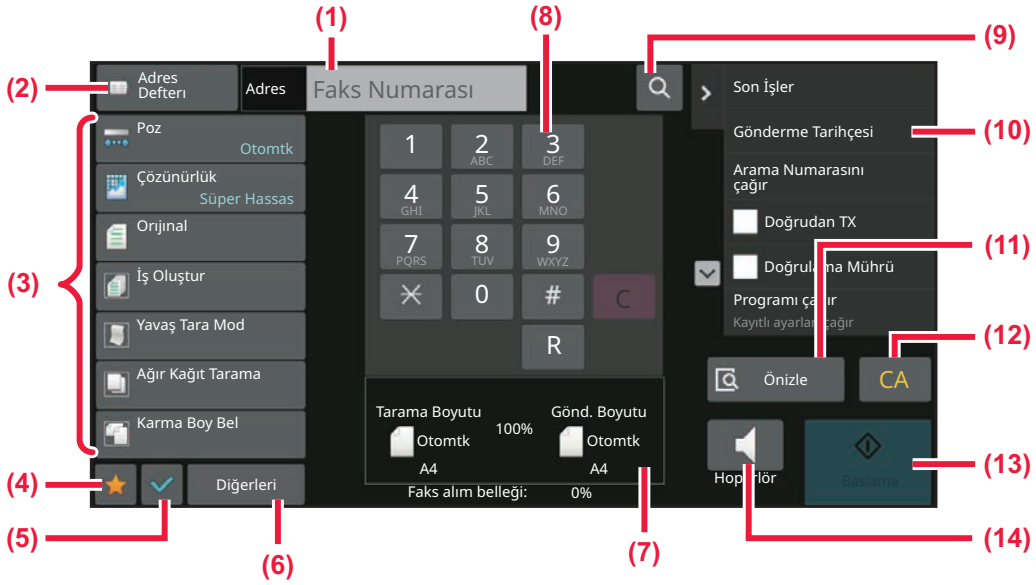 (1)
(8)
(9)
(2)
Adres
Defterı
Adres
Faks Numarası
Son İşler
(3)
Poz
Otomtk
Çözünürlük
Süper Hassas
Orıjınal
İş Oluştur
Yavaş Tara Mod
Ağır Kağıt Tarama
Karma Boy Bel
1
2
ABC
3
DEF
4
GHI
5
JKL
6
MNO
7
PQRS
8
TUV
9
WXYZ
0
#
C
R
Gönderme Tarihçesi
(10)
Arama Numarasını
çağır
Doğrudan TX
(11)
Doğrulama Mührü
Programı çağır
Kayıtlı ayarları çağır
(12)
Önizle
CA
Tarama Boyutu
Otomtk
A4
100%
Gönd. Boyutu
Otomtk
A4
Hoparlör
Baslama
(13)
(4)
Diğerleri
Faks alım belleği: 0%
(5)
(6)
(7)
(14)